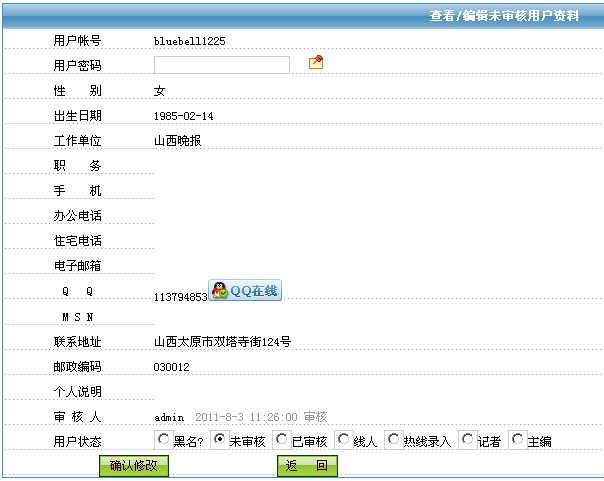 查看/编辑未审核用户资料
用户帐号 bluebell1225
用户密码
性 别 女
出生日期 1985-02-14
工作单位 山西晚报
职 务
手 机
办公电话
住宅电话
电子邮箱
Q Q 113794853 QQ在线
M S N
联系地址 山西太原市双塔寺街124号
邮政编码 030012
个人说明
审 核 人 admin 2011-8-3 11:26:00 审核
用户状态 黑名? 未审核 已审核 线人 热线录入 记者 主编
确认修改 返 回